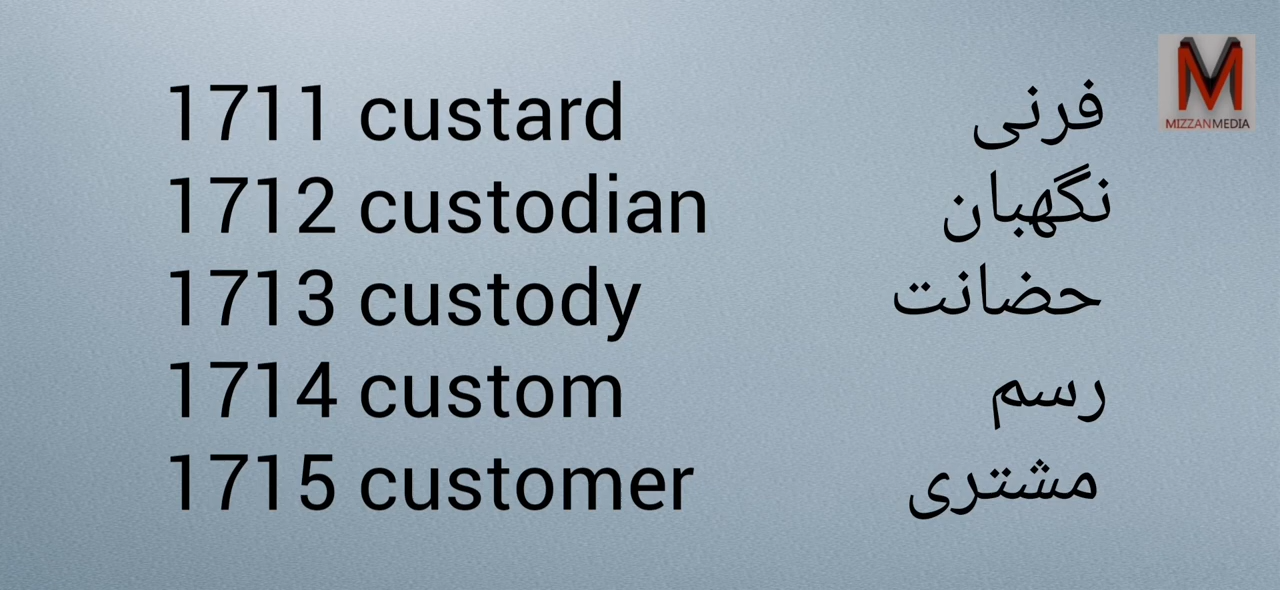 1711 custard فرنی
1712 custodian نگهبان
1713 custody حضانت
1714 custom رسم
1715 customer مشتری
M
MIZZANMEDIA